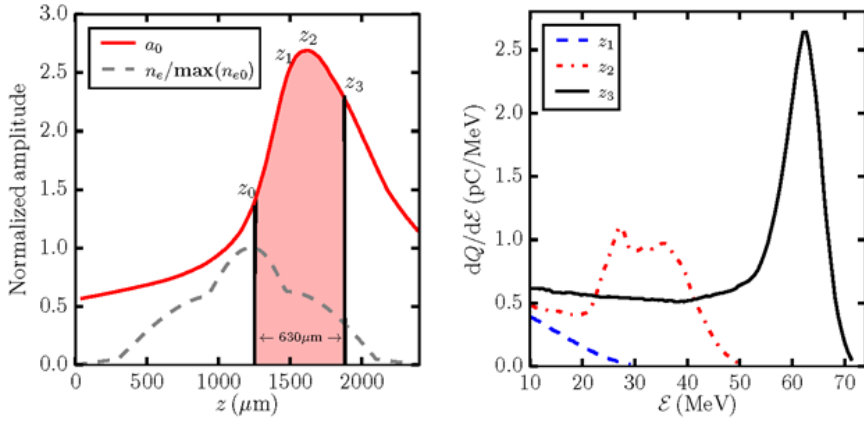 3.0
2.5
2.0
1.5
1.0
0.5
0.0
Normalized amplitude
a₀
nₑ/max(nₑ₀)
z₀
z₁
z₂
z₃
← 630μm →
0
500
1000
1500
2000
z (μm)
2.5
2.0
1.5
1.0
0.5
0.0
dQ/dℰ (pC/MeV)
z₁
z₂
z₃
10
20
30
40
50
60
70
ℰ (MeV)